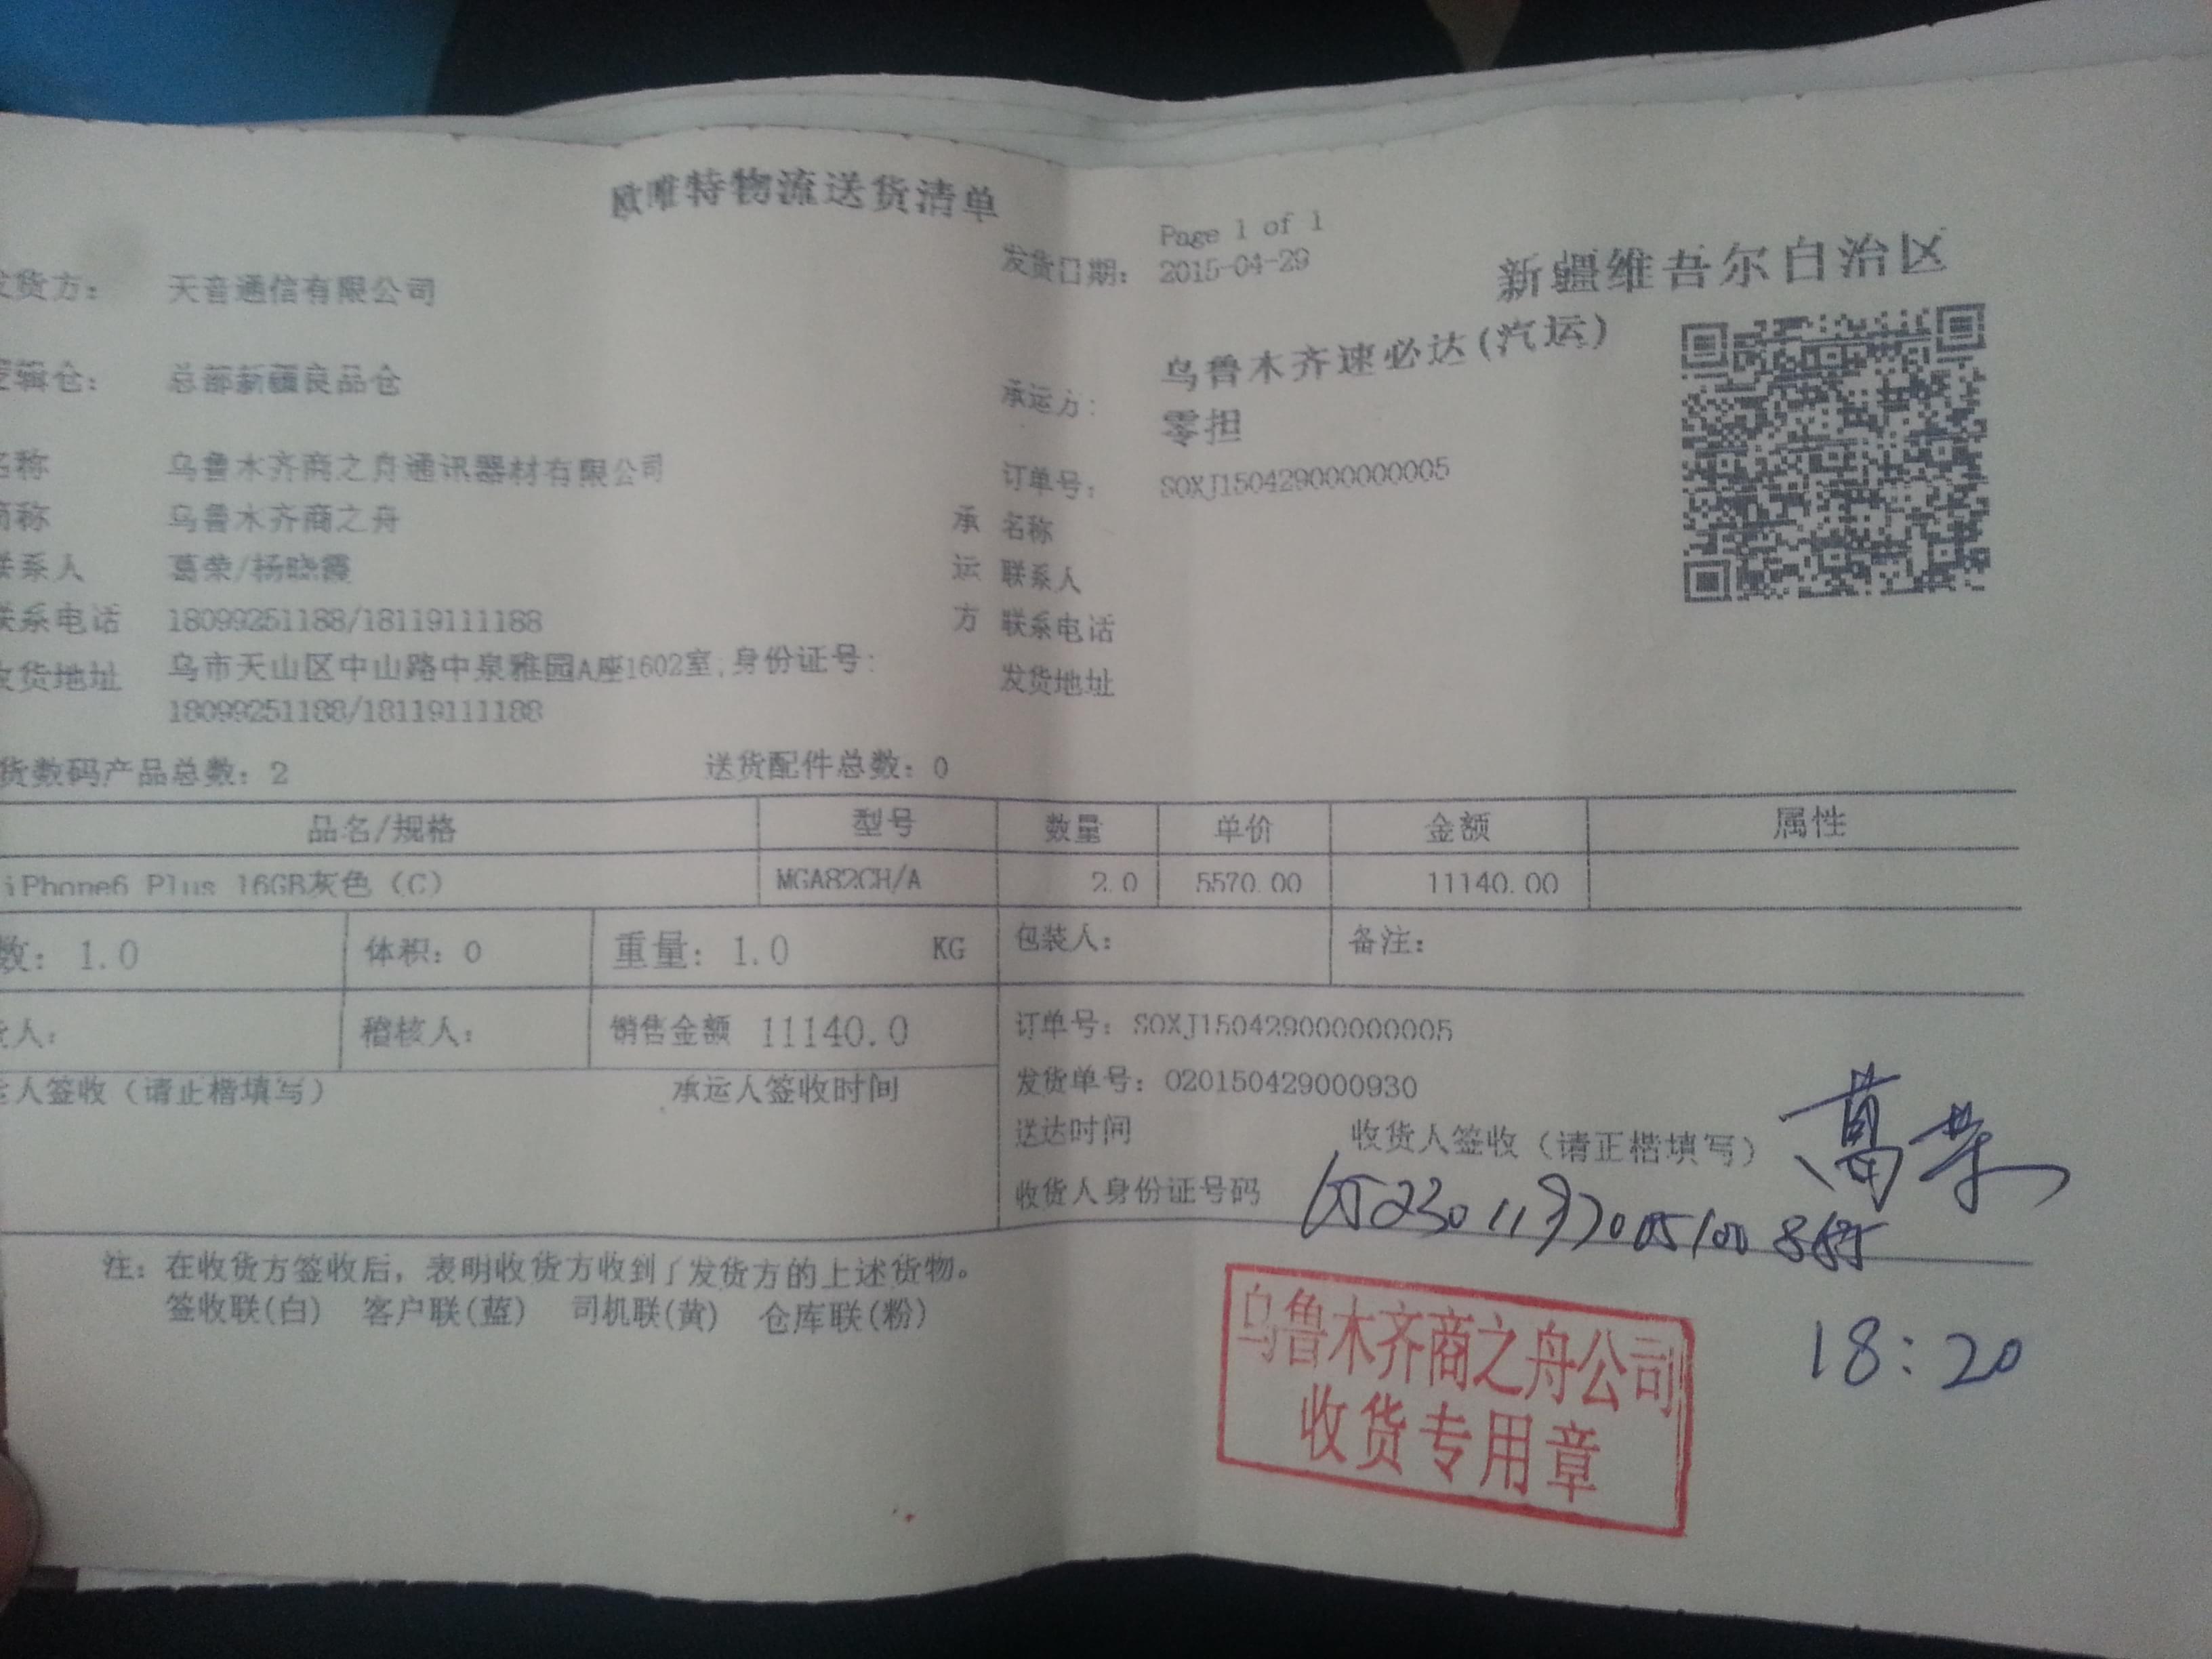 欧唯特物流送货清单
Page 1 of 1
发货日期： 2015-04-29
新疆维吾尔自治区
发货方： 天音通信有限公司
逻辑仓： 总部新疆良品仓
承运方： 乌鲁木齐速必达(汽运)
零担
名称 乌鲁木齐商之舟通讯器材有限公司
订单号： SOXJ150429000000005
简称 乌鲁木齐商之舟
承 名称
联系人 葛荣/杨晓霞
运 联系人
联系电话 18099251188/18119111188
方 联系电话
收货地址 乌市天山区中山路中泉雅园A座1602室;身份证号:
18099251188/18119111188
发货地址
货数码产品总数：2 送货配件总数：0
品名/规格 型号 数量 单价 金额 属性
iPhone6 Plus 16GB灰色（C） MGA82CH/A 2.0 5570.00 11140.00
数：1.0 体积：0 重量：1.0 KG 包装人： 备注：
人： 稽核人： 销售金额 11140.0 订单号：SOXJ150429000000005
人签收（请正楷填写） 承运人签收时间 发货单号：020150429000930
送达时间 收货人签收（请正楷填写） 葛荣
收货人身份证号码
注：在收货方签收后，表明收货方收到了发货方的上述货物。
签收联(白) 客户联(蓝) 司机联(黄) 仓库联(粉)
乌鲁木齐商之舟公司
收货专用章
18:20